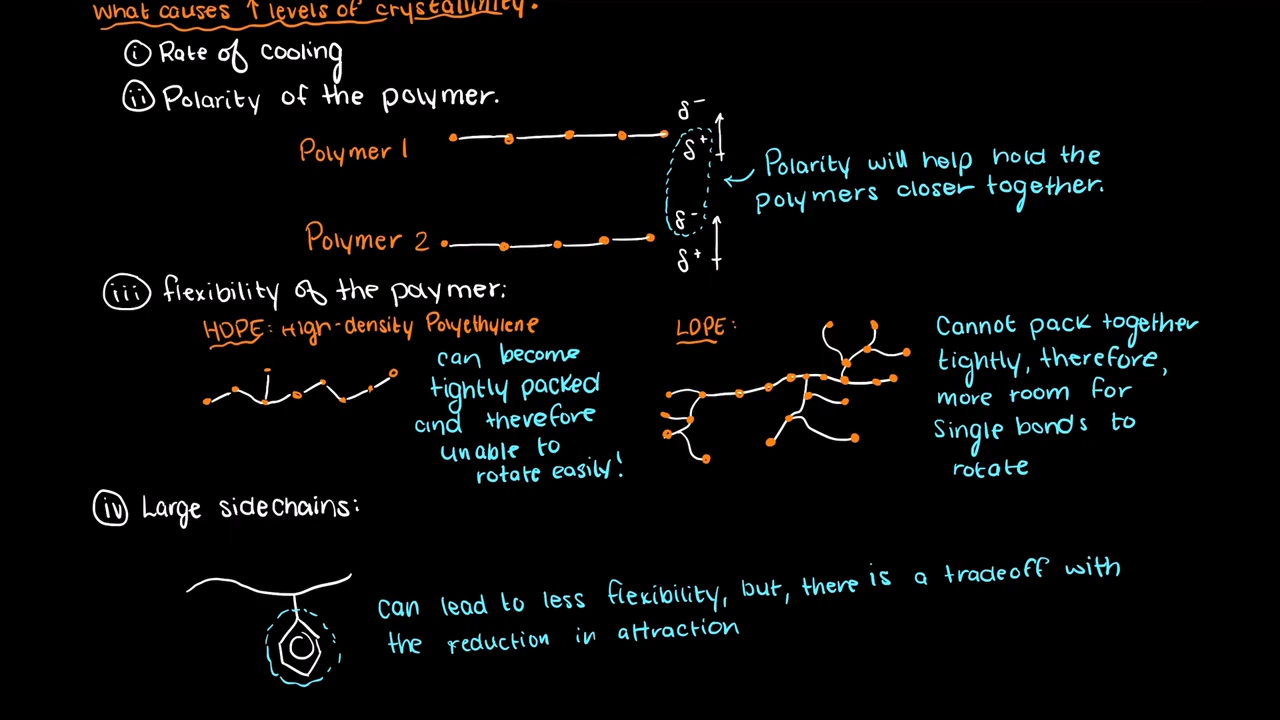 What causes ↑ levels of crystallinity.
(i) Rate of cooling
(ii) Polarity of the polymer.
Polymer 1
δ-
δ+
Polarity will help hold the
polymers closer together.
Polymer 2
δ-
δ+
(iii) flexibility of the polymer:
HDPE: High-density Polyethylene
can become
tightly packed
and therefore
unable to
rotate easily!
LDPE:
Cannot pack together
tightly, therefore,
more room for
single bonds to
rotate
(iv) Large sidechains:
can lead to less flexibility, but, there is a tradeoff with
the reduction in attraction